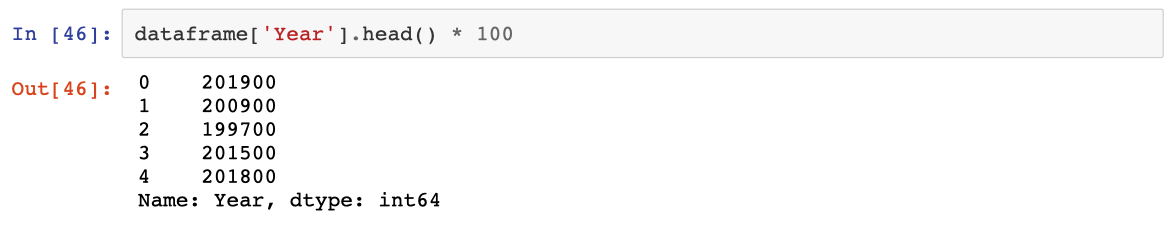 In [46]: dataframe['Year'].head() * 100
Out[46]: 0    201900
1    200900
2    199700
3    201500
4    201800
Name: Year, dtype: int64